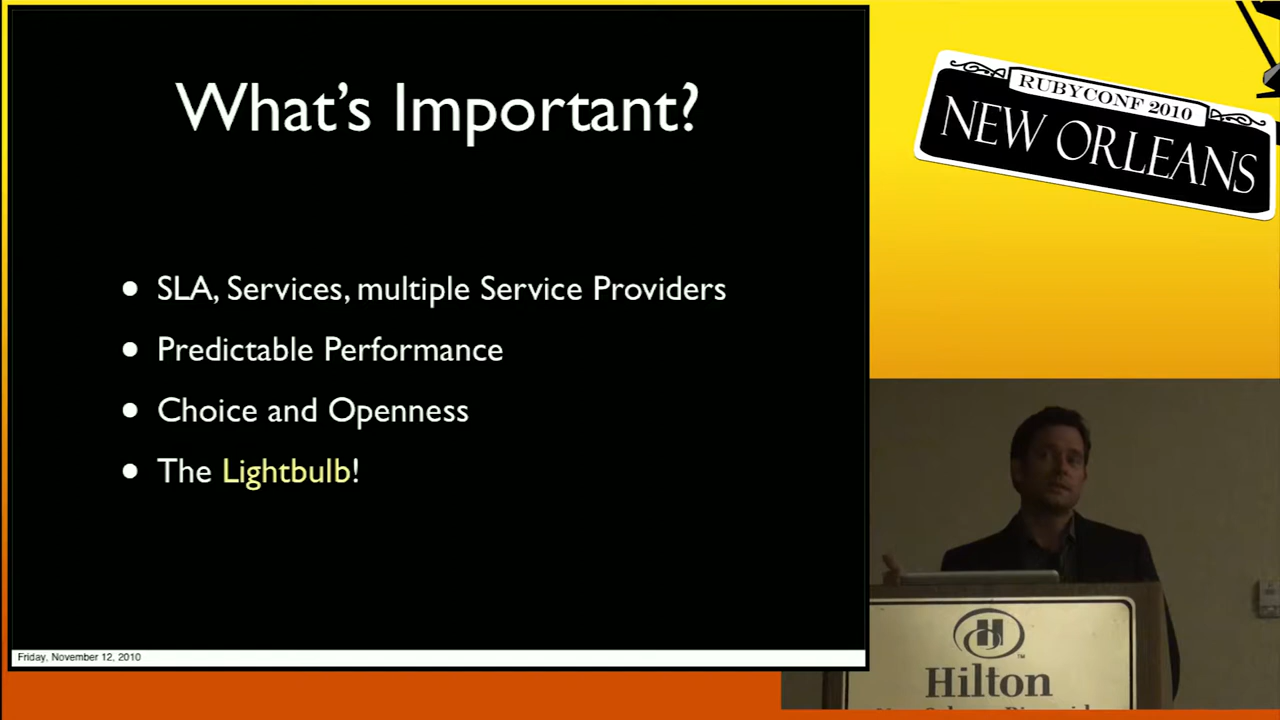 What's Important?
• SLA, Services, multiple Service Providers
• Predictable Performance
• Choice and Openness
• The Lightbulb!
Friday, November 12, 2010
RUBYCONF 2010
NEW ORLEANS
Hilton